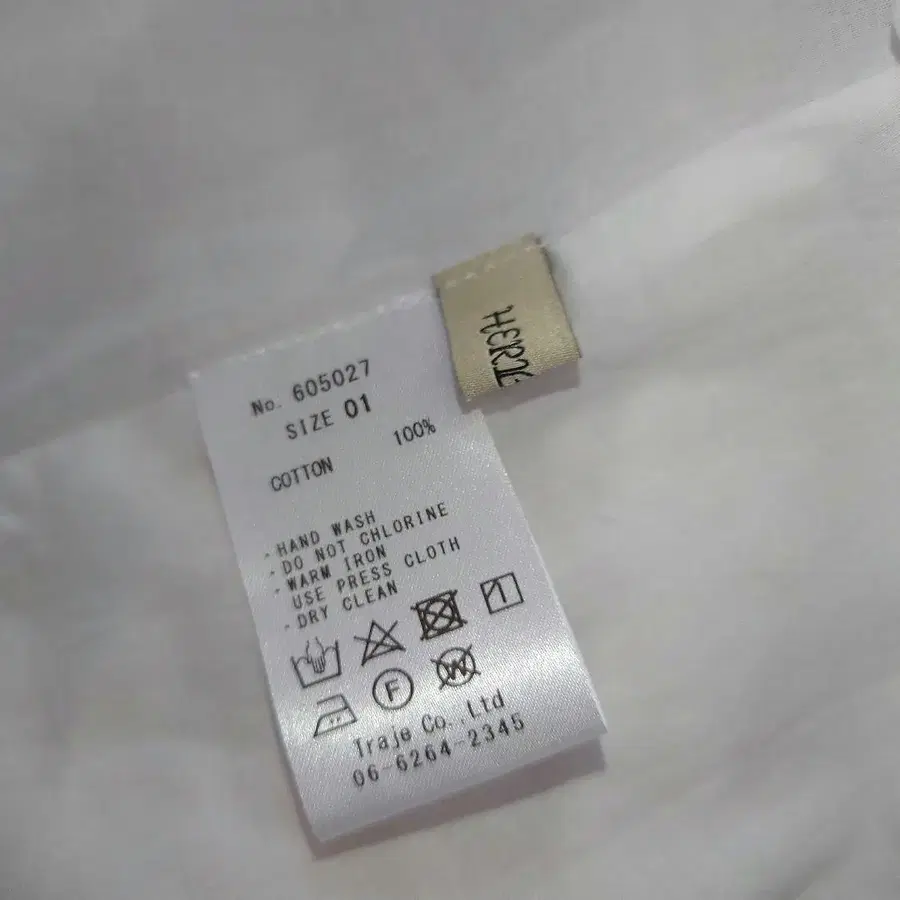 No. 605027
SIZE 01
100%
COTTON
-HAND WASH
-DO NOT CHLORINE
-WARM IRON
USE PRESS CLOTH
-DRY CLEAN
F
W
Traje Co.,Ltd
06-6264-2345